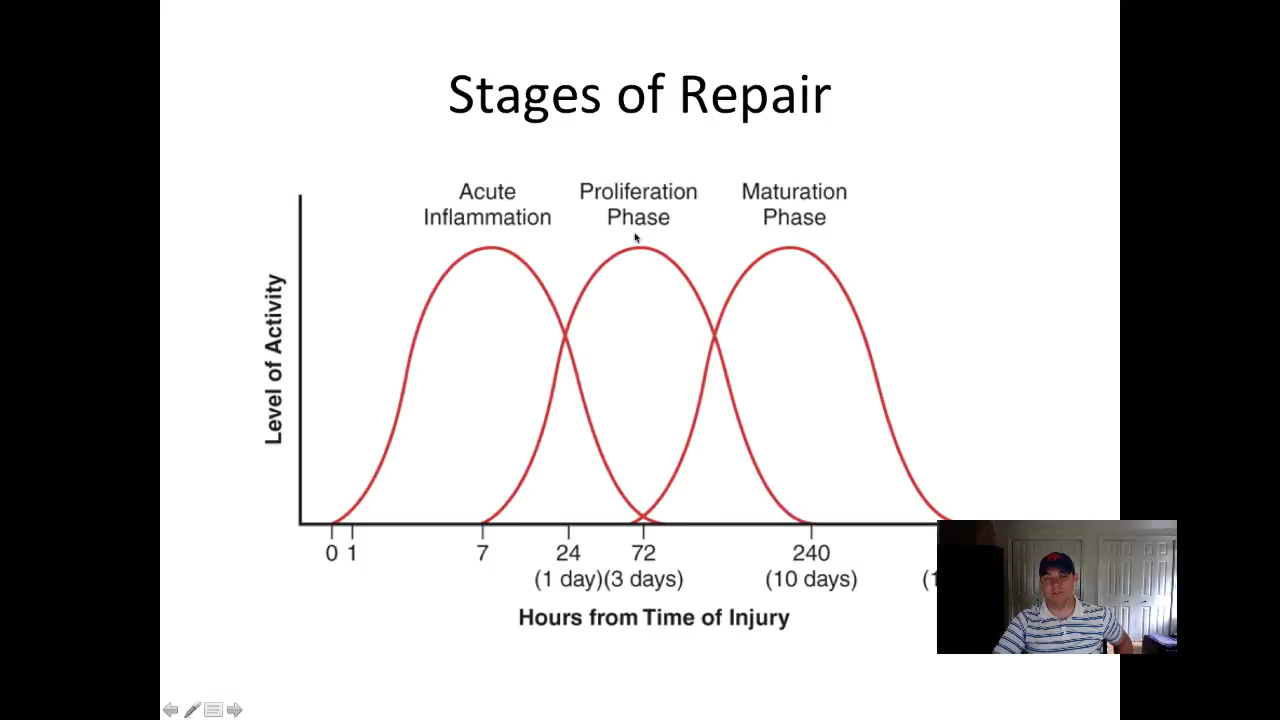 Stages of Repair
Acute
Inflammation
Proliferation
Phase
Maturation
Phase
Level of Activity
0 1 7 24 72 240
(1 day)(3 days) (10 days) (1
Hours from Time of Injury